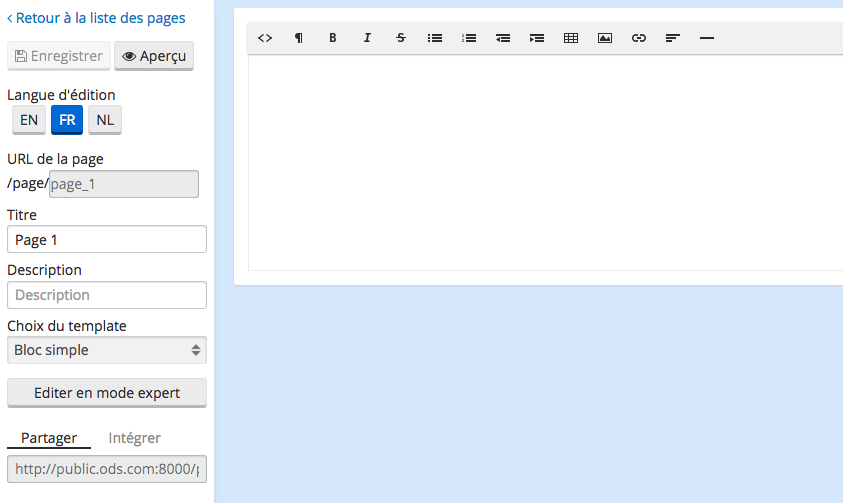 Retour à la liste des pages
Enregistrer Aperçu
Langue d'édition
EN FR NL
URL de la page
/page/page_1
Titre
Page 1
Description
Description
Choix du template
Bloc simple
Editer en mode expert
Partager Intégrer
http://public.ods.com:8000/
<> ¶ B I S